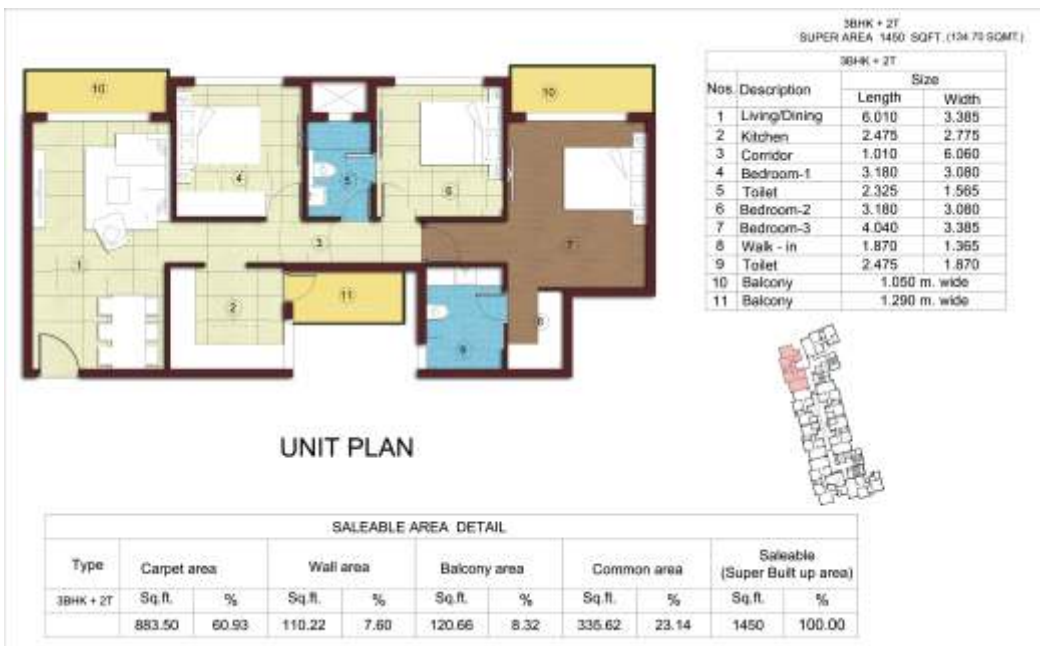 3BHK + 2T
SUPER AREA 1450 SQFT. (134.70 SQMT.)
3BHK + 2T
Nos. Description Size
Length Width
1 Living/Dining 6.010 3.385
2 Kitchen 2.475 2.775
3 Corridor 1.010 6.060
4 Bedroom-1 3.180 3.080
5 Toilet 2.325 1.565
6 Bedroom-2 3.180 3.080
7 Bedroom-3 4.040 3.385
8 Walk - in 1.870 1.365
9 Toilet 2.475 1.870
10 Balcony 1.050 m. wide
11 Balcony 1.290 m. wide
10
10
4
5
6
3
7
1
2
11
8
9
UNIT PLAN
SALEABLE AREA DETAIL
Type Carpet area Wall area Balcony area Common area Saleable
(Super Built up area)
3BHK + 2T Sq.ft. % Sq.ft. % Sq.ft. % Sq.ft. % Sq.ft. %
883.50 60.93 110.22 7.60 120.66 8.32 335.62 23.14 1450 100.00